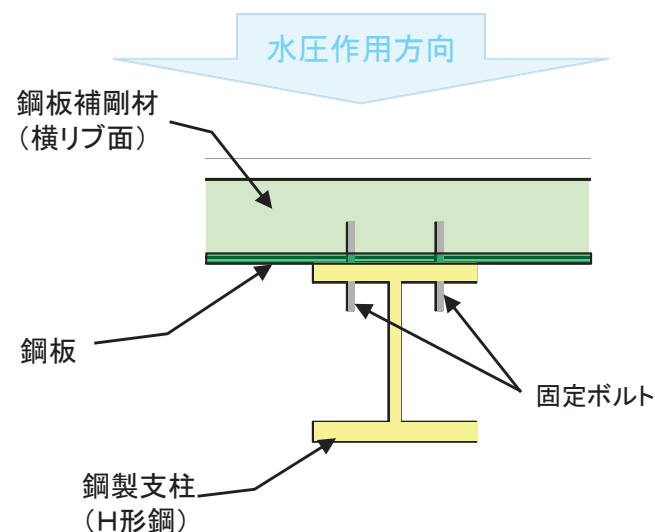 水圧作用方向
鋼板補剛材
（横リブ面）
鋼板
固定ボルト
鋼製支柱
（H形鋼）